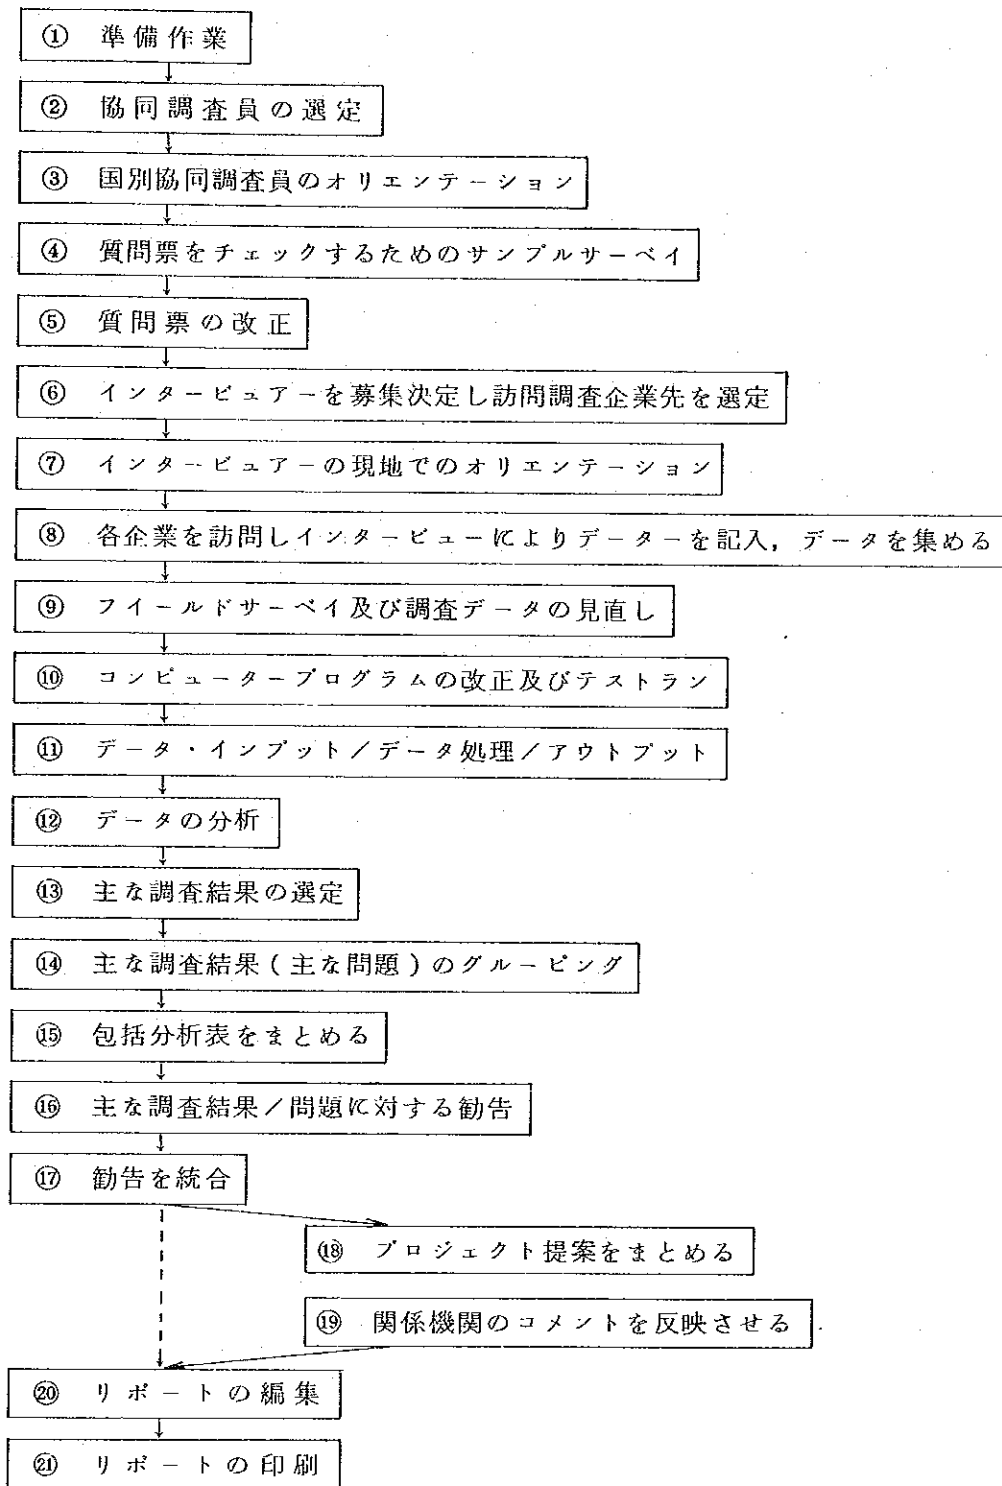 ① 準備作業
② 協同調査員の選定
③ 国別協同調査員のオリエンテーション
④ 質問票をチェックするためのサンプルサーベイ
⑤ 質問票の改正
⑥ インタービュアーを募集決定し訪問調査企業先を選定
⑦ インタービュアーの現地でのオリエンテーション
⑧ 各企業を訪問しインタービューによりデーターを記入，データを集める
⑨ フイールドサーベイ及び調査データの見直し
⑩ コンピュータープログラムの改正及びテストラン
⑪ データ・インプット／データ処理／アウトプット
⑫ データの分析
⑬ 主な調査結果の選定
⑭ 主な調査結果（主な問題）のグルーピング
⑮ 包括分析表をまとめる
⑯ 主な調査結果／問題に対する勧告
⑰ 勧告を統合
⑱ プロジェクト提案をまとめる
⑲ 関係機関のコメントを反映させる
⑳ リポートの編集
㉑ リポートの印刷